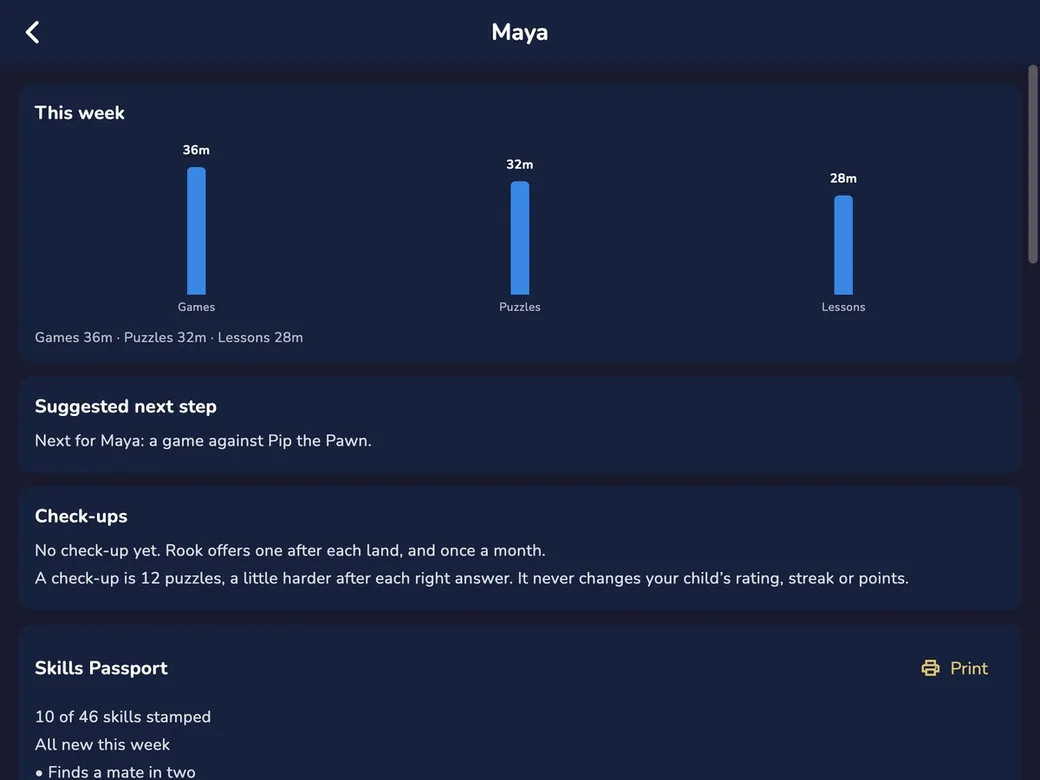 Maya
This week
36m
32m
28m
Games
Puzzles
Lessons
Games 36m · Puzzles 32m · Lessons 28m
Suggested next step
Next for Maya: a game against Pip the Pawn.
Check-ups
No check-up yet. Rook offers one after each land, and once a month.
A check-up is 12 puzzles, a little harder after each right answer. It never changes your child’s rating, streak or points.
Skills Passport
Print
10 of 46 skills stamped
All new this week
• Finds a mate in two